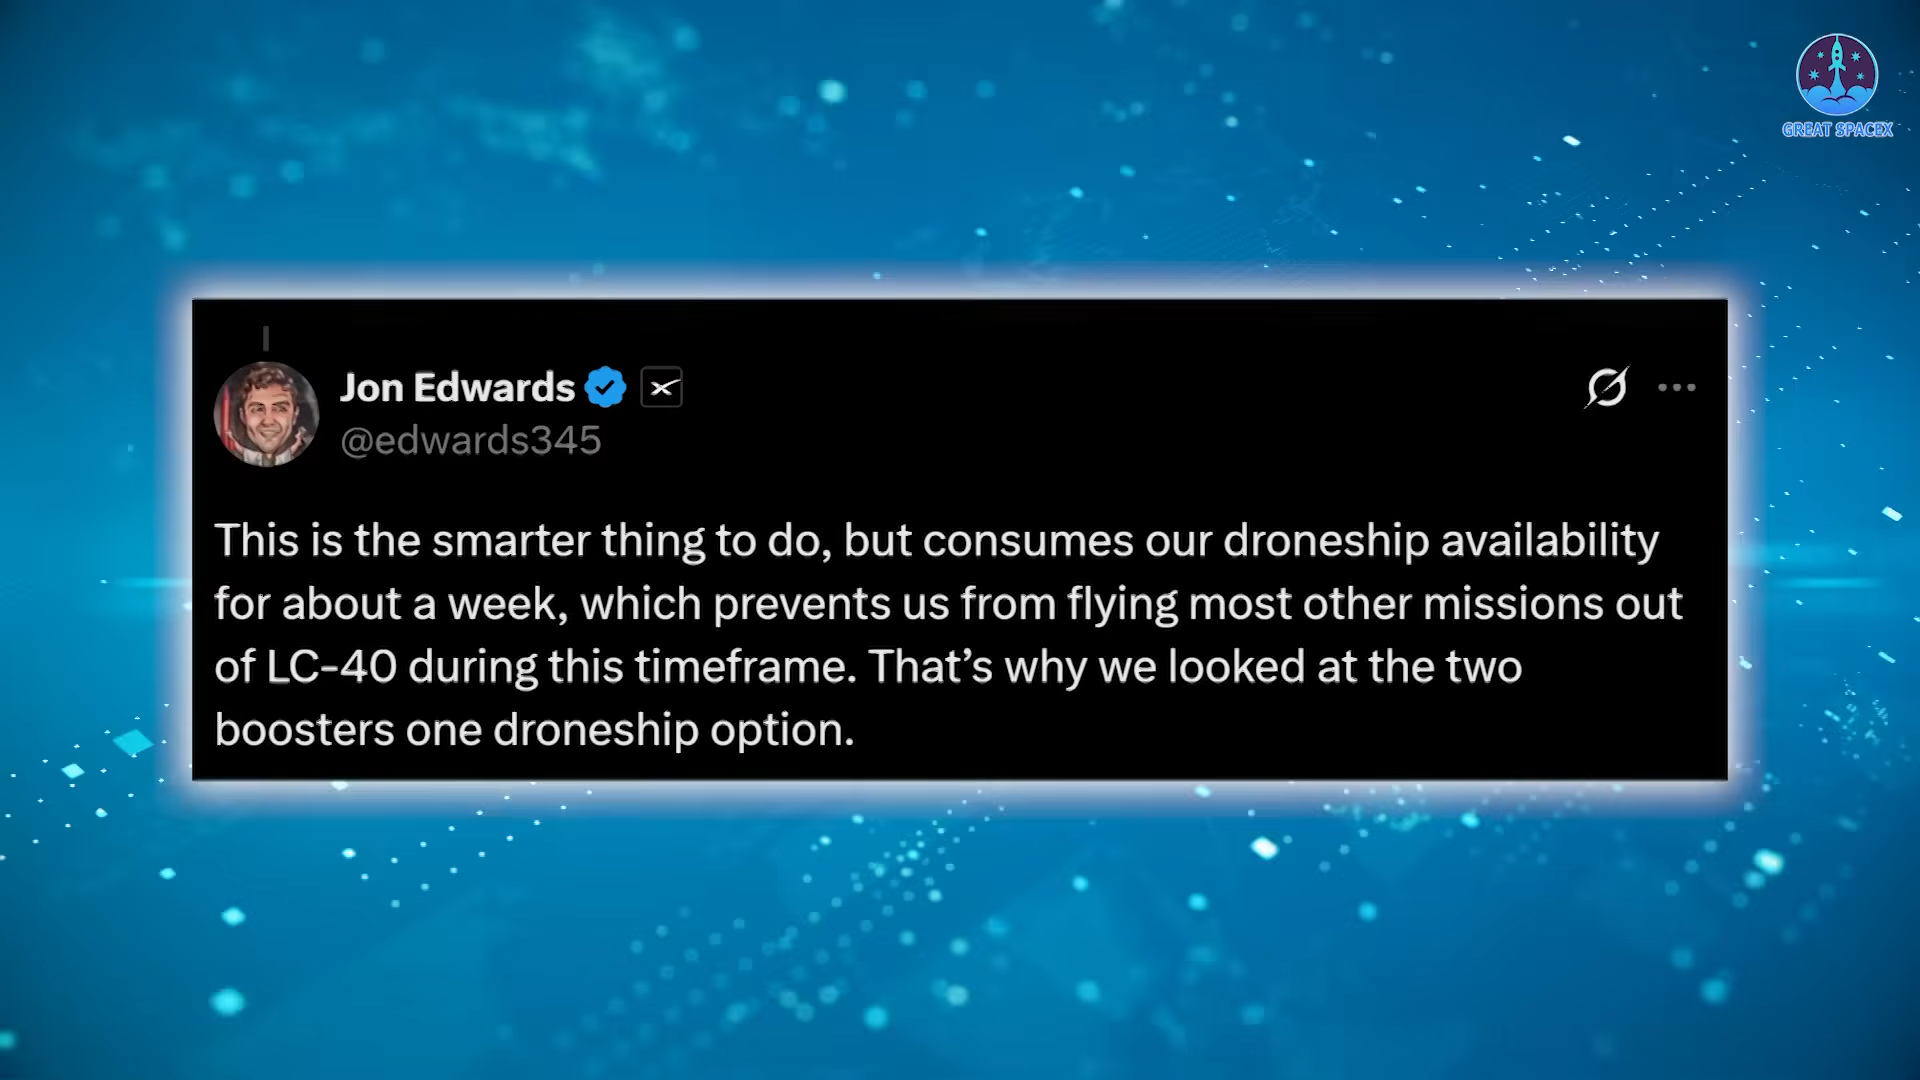 GREAT SPACEX
Jon Edwards
@edwards345
This is the smarter thing to do, but consumes our droneship availability
for about a week, which prevents us from flying most other missions out
of LC-40 during this timeframe. That’s why we looked at the two
boosters one droneship option.